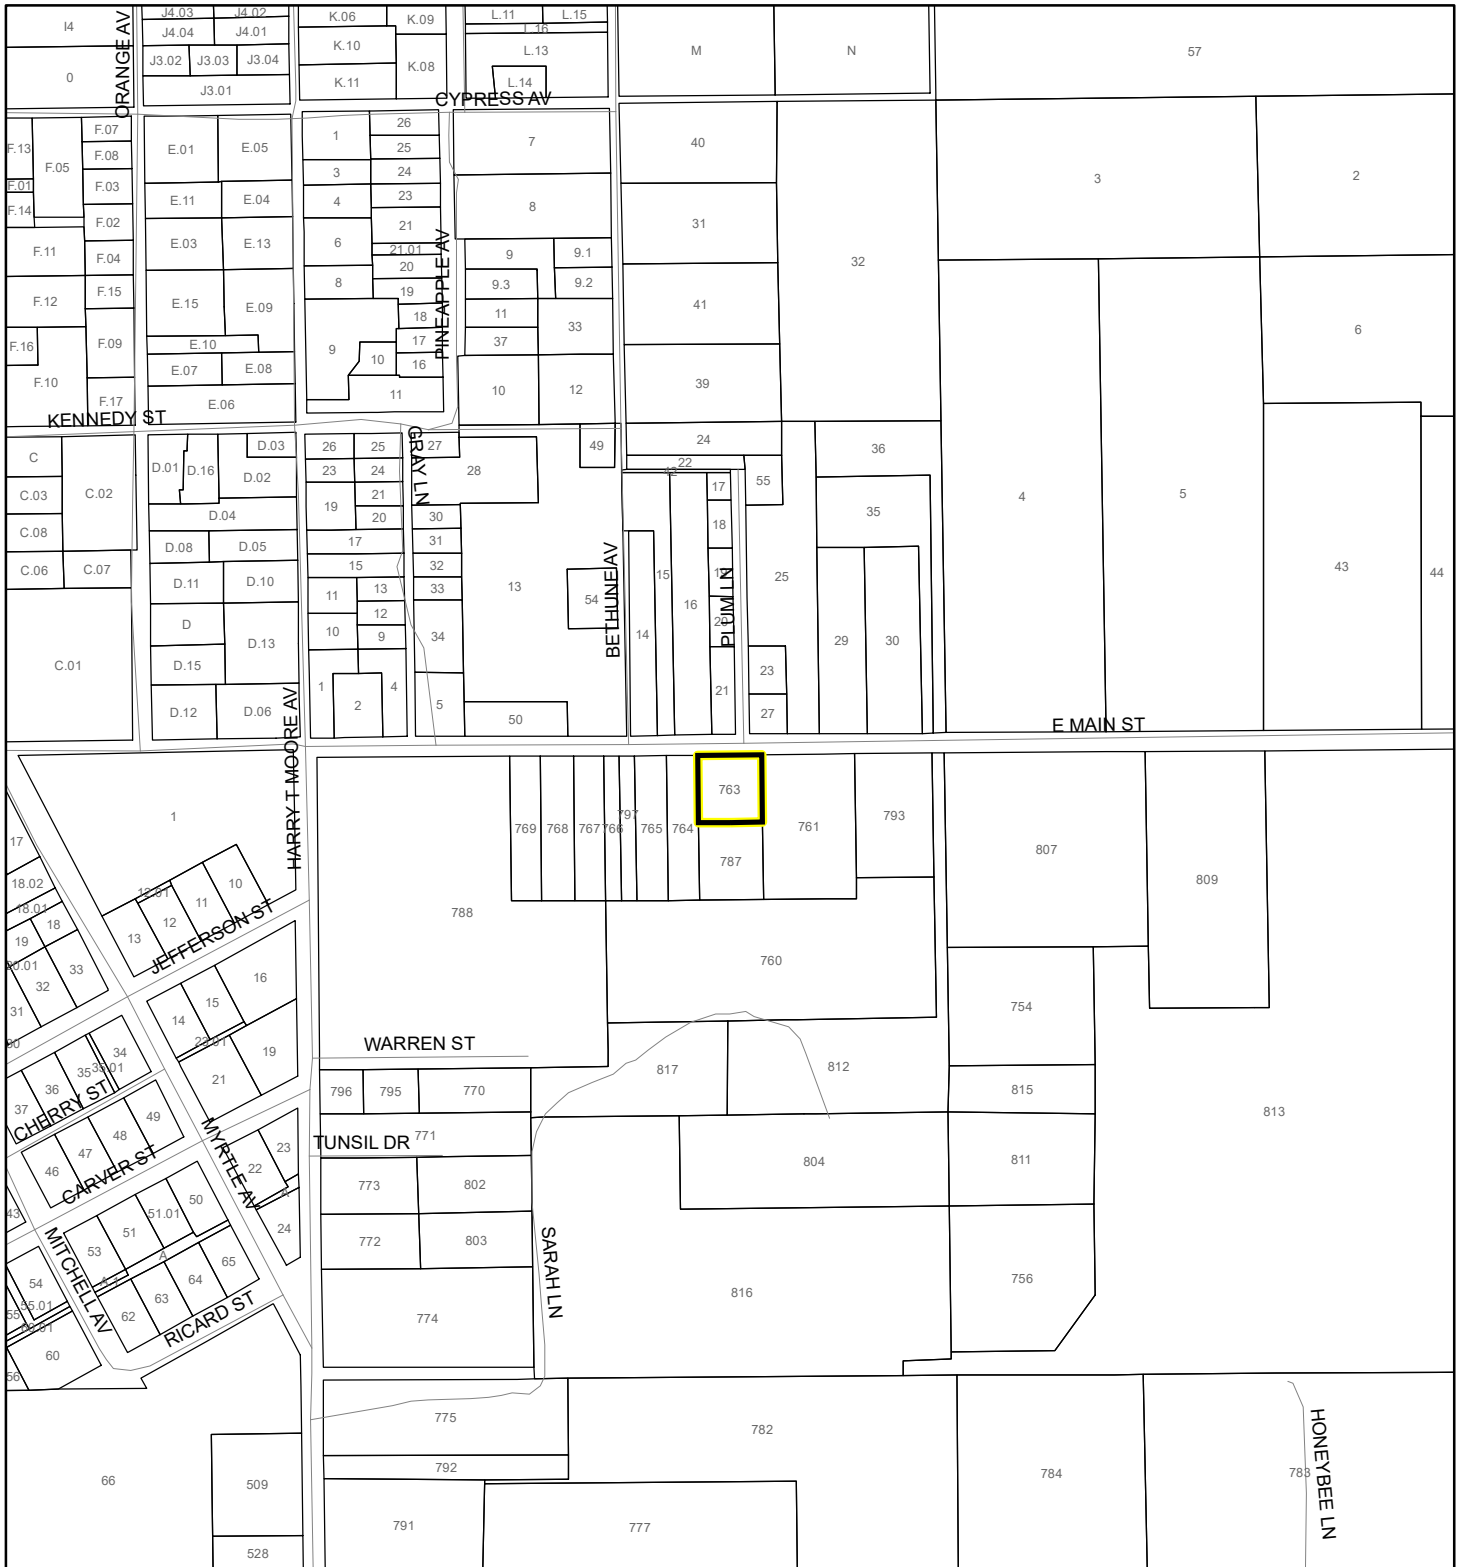 J4.03
J4.02
K.06
K.09
L.11
L.15
I4
ORANGE AV
J4.04
J4.01
L.16
K.10
L.13
M
N
57
J3.02
J3.03
J3.04
K.08
0
K.11
L.14
J3.01
CYPRESS AV
F.07
26
1
7
40
F.13
E.01
E.05
25
F.08
F.05
3
24
3
2
F.01
F.03
4
23
8
F.14
E.11
E.04
F.02
21
31
6
F.11
E.03
E.13
21.01
PINEAPPLE AV
9
9.1
F.04
20
32
8
9.3
9.2
F.15
19
F.12
E.15
E.09
41
18
11
33
6
F.16
F.09
E.10
9
17
37
10
16
F.10
E.07
E.08
39
11
10
12
F.17
E.06
KENNEDY ST
GRAY LN
26
25
27
49
24
36
C
D.03
D.01
D.16
23
24
28
22
42
D.02
55
C.03
C.02
21
17
4
5
19
D.04
20
30
18
35
C.08
17
31
D.08
D.05
15
32
BETHUNE AV
C.06
C.07
15
19
25
43
44
D.11
D.10
11
13
33
13
54
16
PLUM LN
12
D
10
9
34
14
20
29
30
D.13
C.01
D.15
23
1
4
21
2
5
D.12
D.06
50
27
HARRY T MOORE AV
E MAIN ST
763
1
797
793
769
768
767
766
765
764
761
17
807
787
18.02
10
809
12.01
11
18.01
18
12
788
JEFFERSON ST
19
13
20.01
33
760
32
16
15
31
14
754
23.01
WARREN ST
34
19
35
35.01
817
812
21
36
796
795
770
815
37
CHERRY ST
49
813
48
MYRTLE AV
TUNSIL DR
771
47
23
804
811
46
22
CARVER ST
773
802
50
A
51.01
43
51
24
772
803
SARAH LN
MITCHELL AV
53
A
65
64
54
A.1
756
63
816
55.01
62
RICARD ST
774
55
60
56
775
782
HONEYBEE LN
792
66
509
784
783
791
777
528